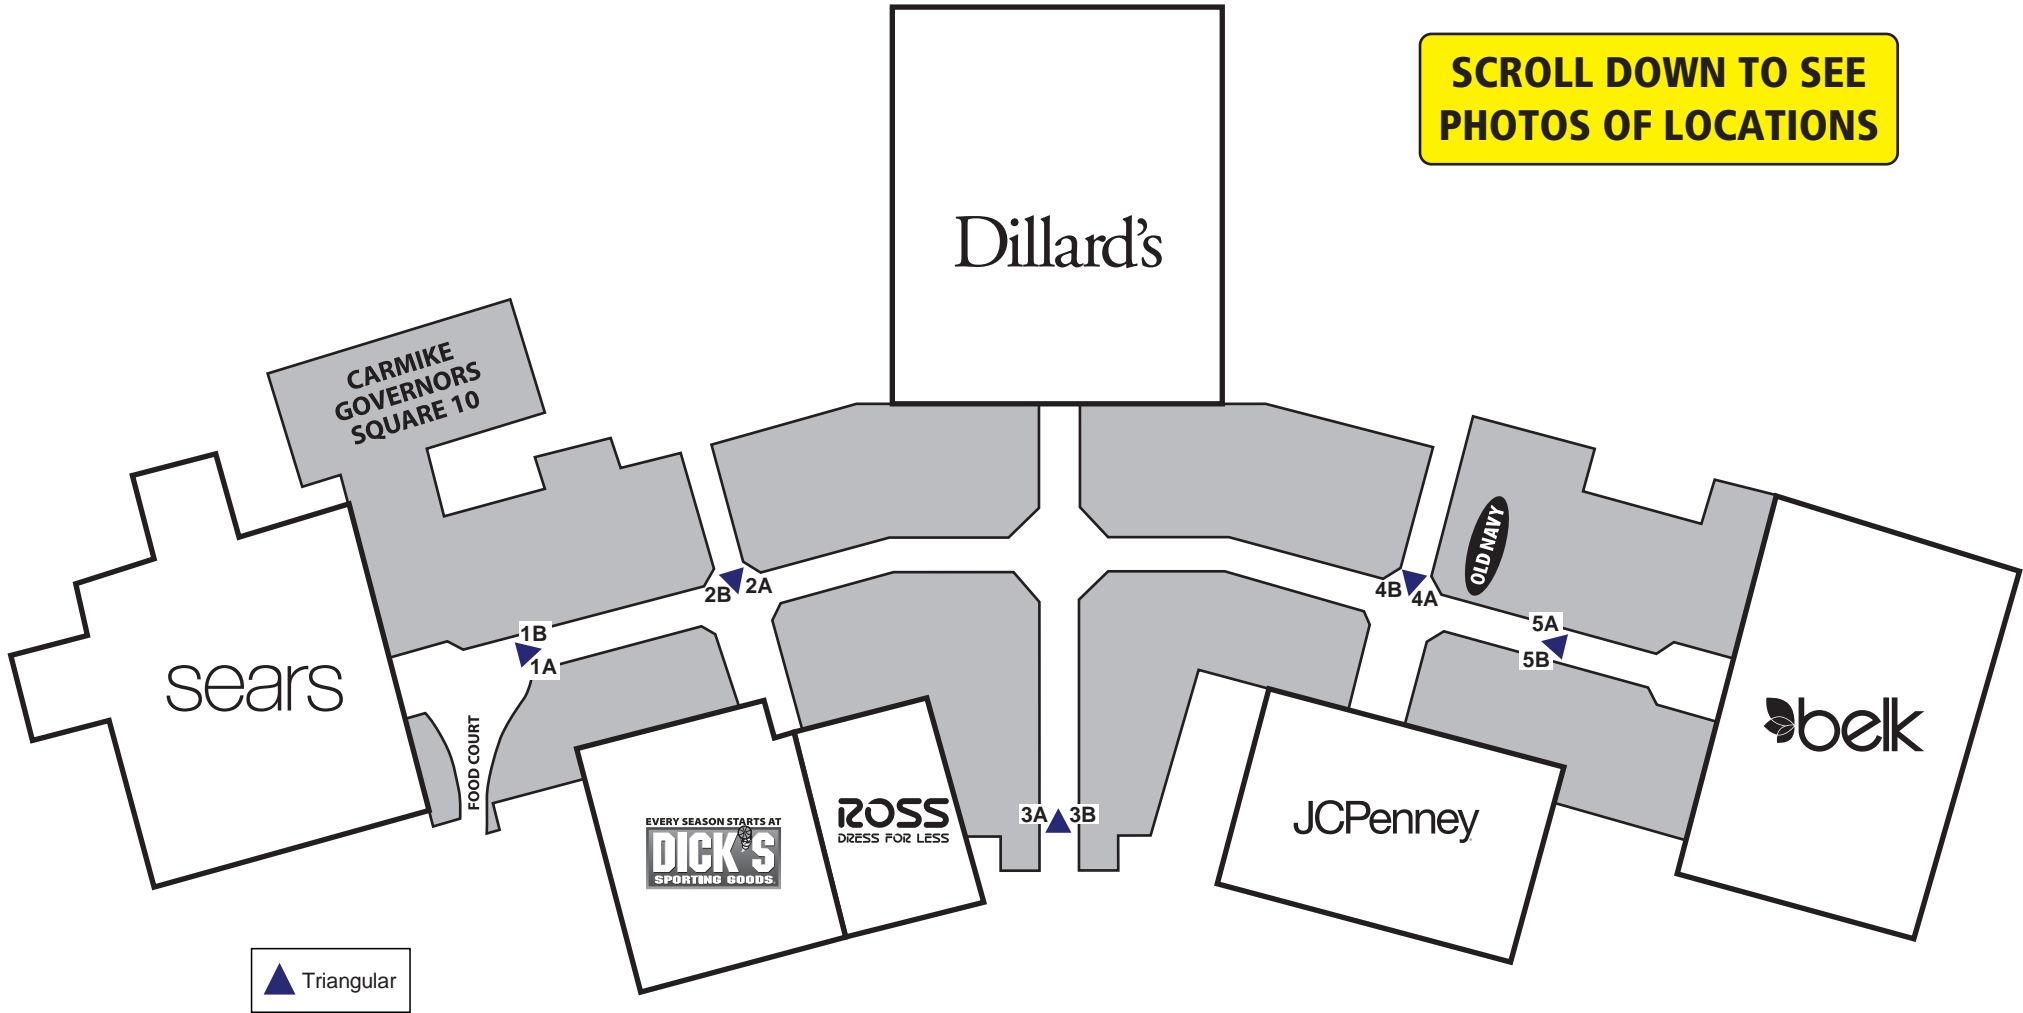 SCROLL DOWN TO SEE
PHOTOS OF LOCATIONS
Dillard's
CARMIKE
GOVERNORS
SQUARE 10
OLD NAVY
2B
2A
4B
4A
1B
1A
5A
5B
sears
FOOD COURT
belk
3A
3B
EVERY SEASON STARTS AT
DICK'S
SPORTING GOODS
ROSS
DRESS FOR LESS
JCPenney
Triangular